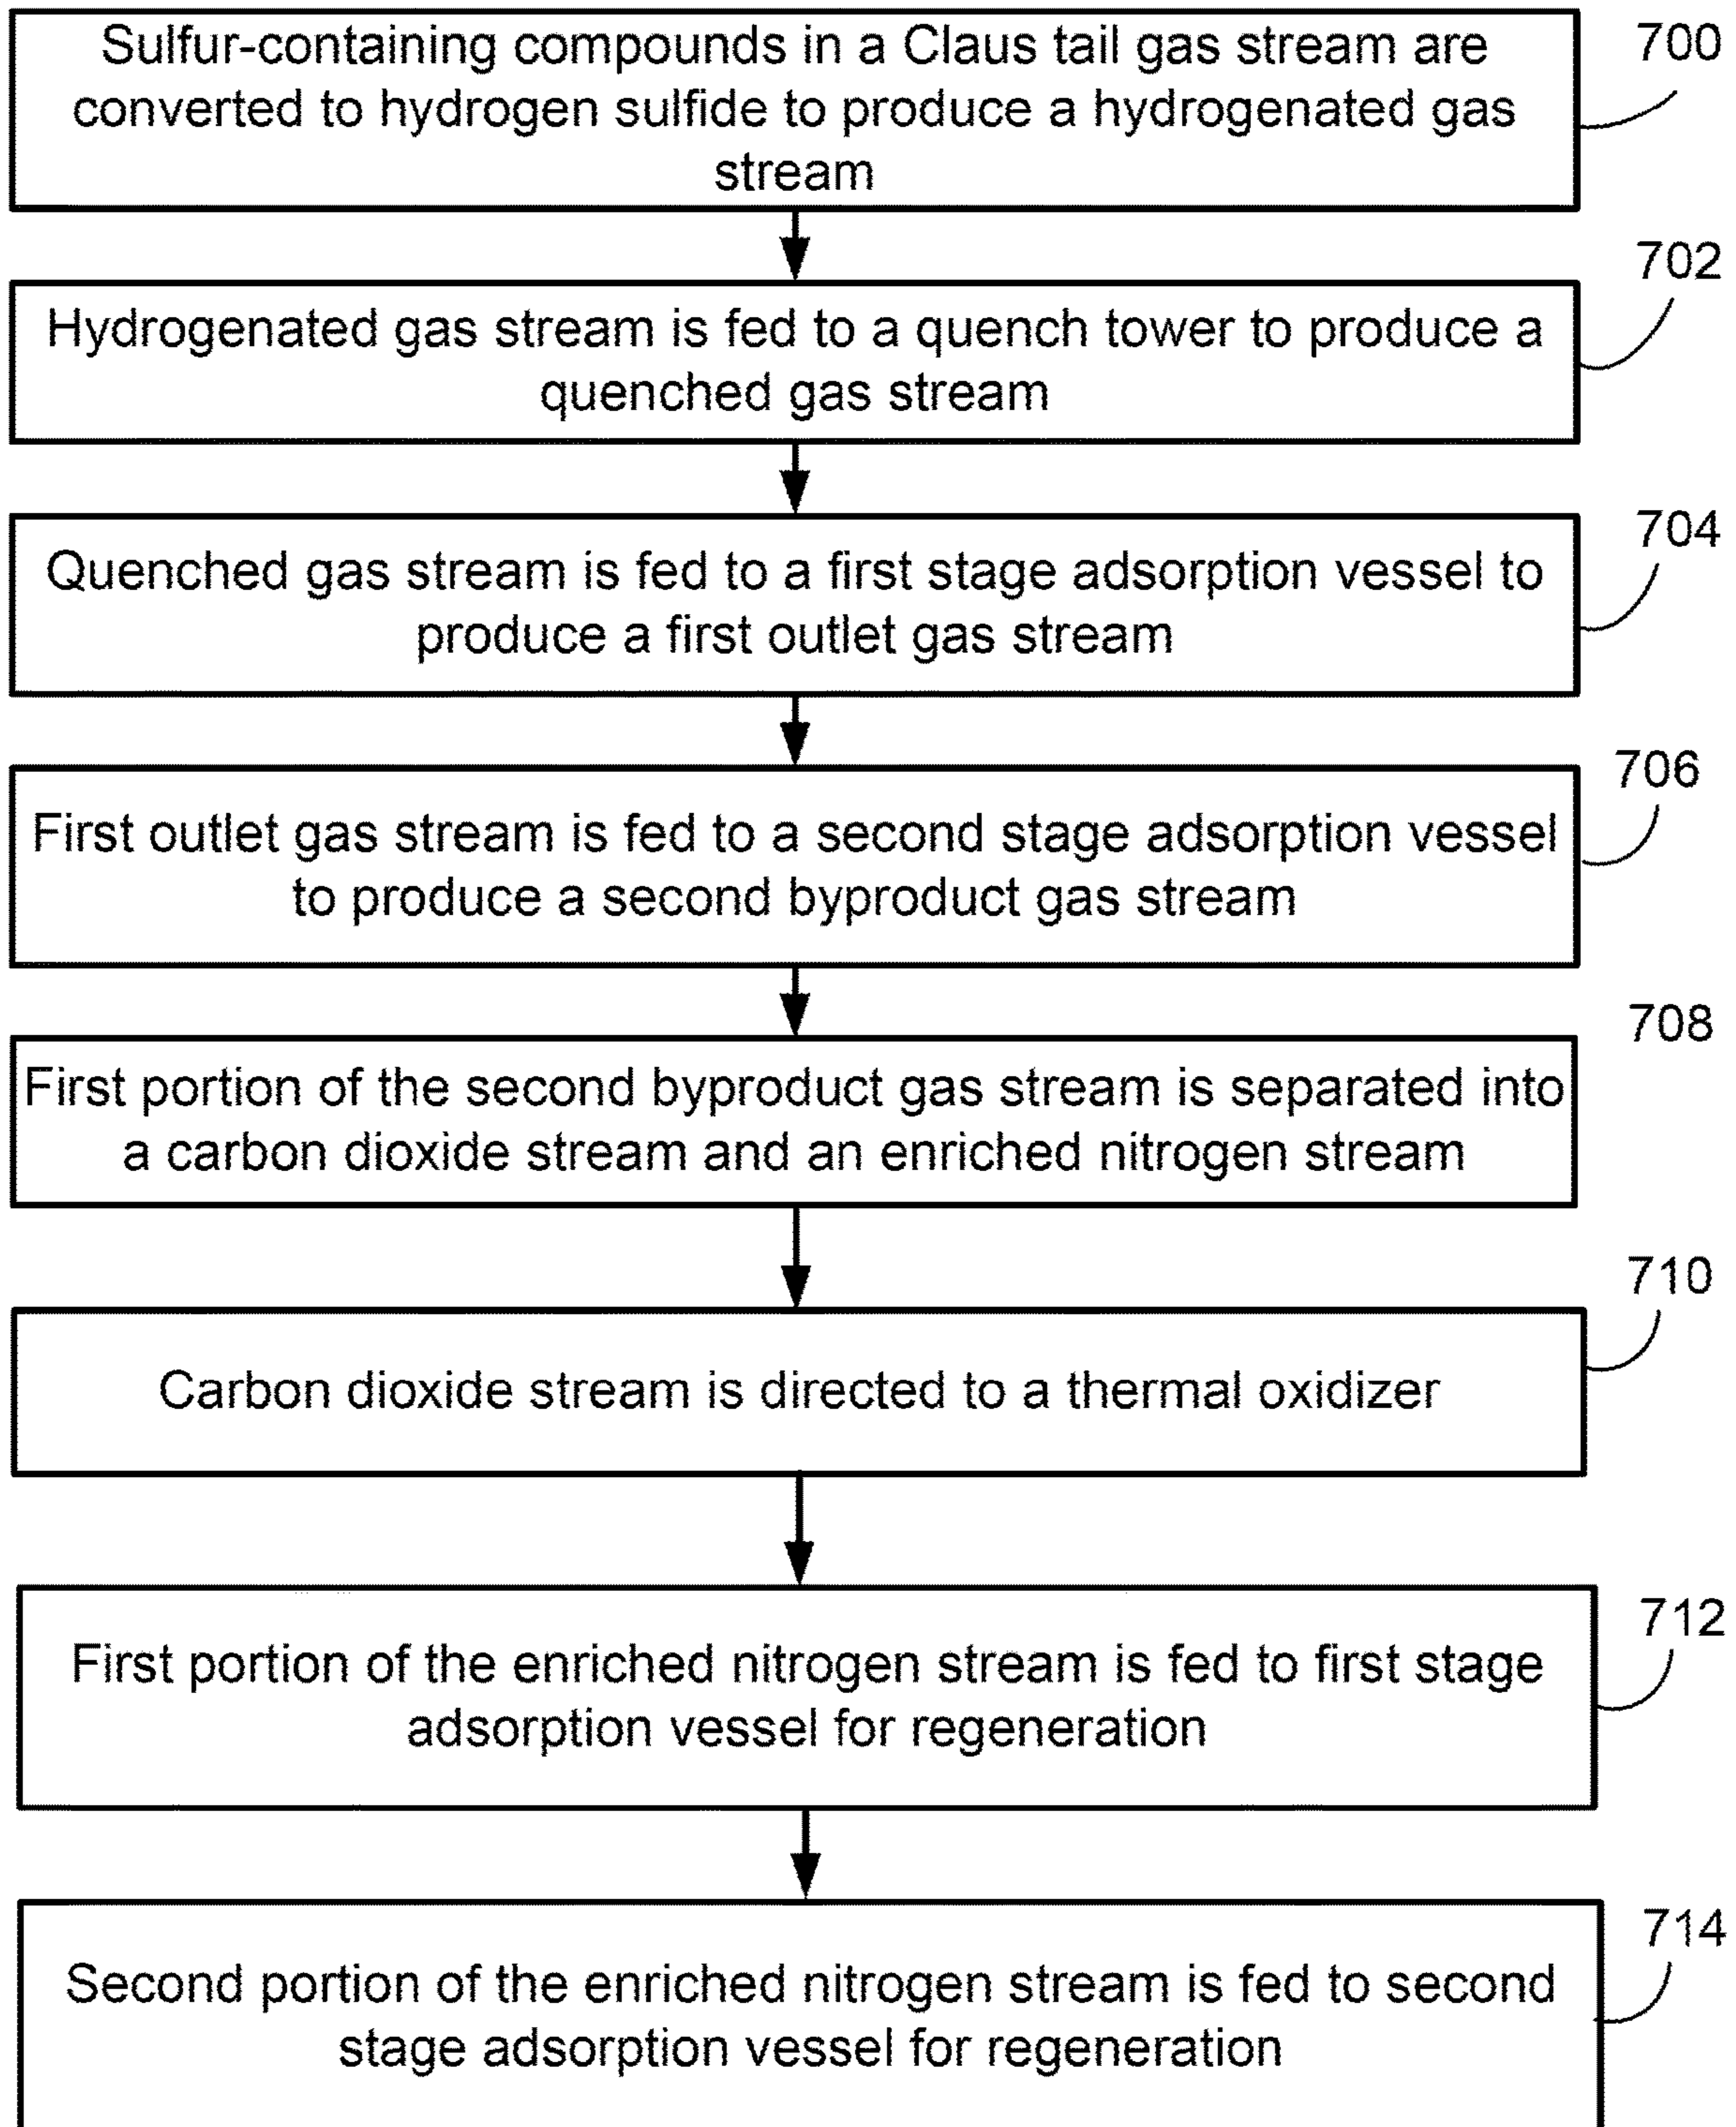 Sulfur-containing compounds in a Claus tail gas stream are
converted to hydrogen sulfide to produce a hydrogenated gas
stream
700
Hydrogenated gas stream is fed to a quench tower to produce a
quenched gas stream
702
Quenched gas stream is fed to a first stage adsorption vessel to
produce a first outlet gas stream
704
First outlet gas stream is fed to a second stage adsorption vessel
to produce a second byproduct gas stream
706
First portion of the second byproduct gas stream is separated into
a carbon dioxide stream and an enriched nitrogen stream
708
Carbon dioxide stream is directed to a thermal oxidizer
710
First portion of the enriched nitrogen stream is fed to first stage
adsorption vessel for regeneration
712
Second portion of the enriched nitrogen stream is fed to second
stage adsorption vessel for regeneration
714